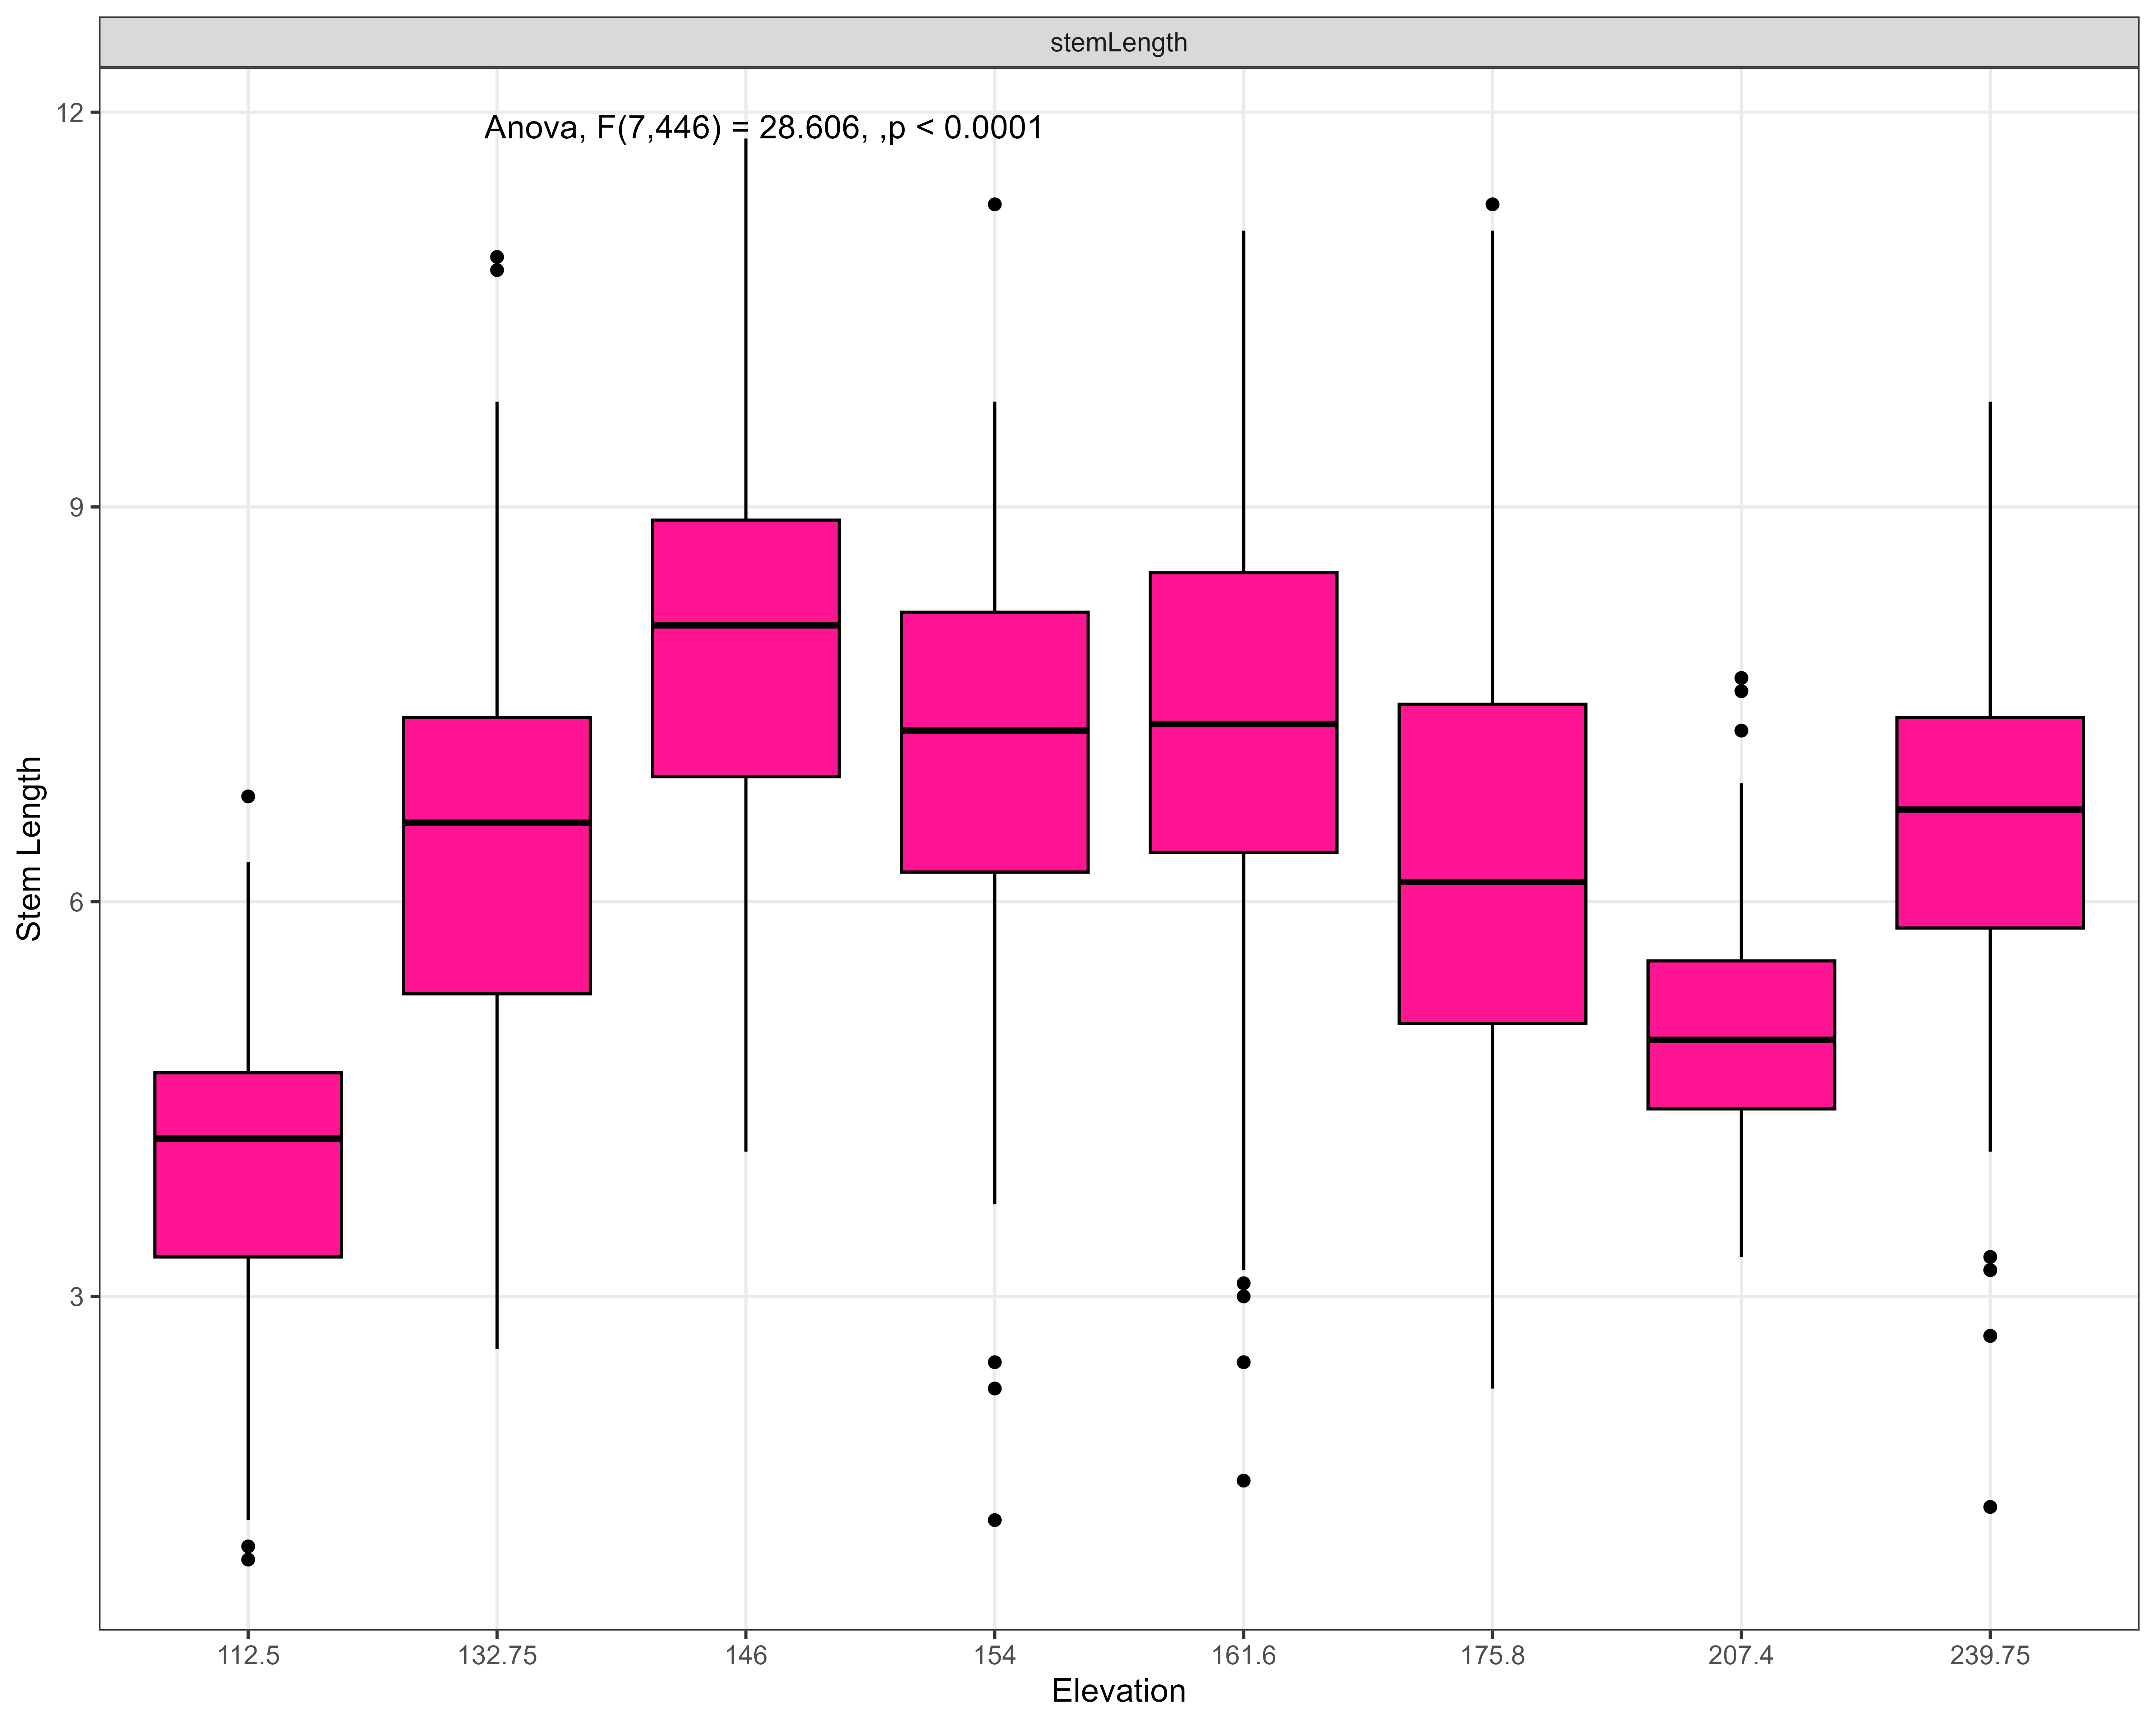 stemLength
Anova, F(7,446) = 28.606, ,p < 0.0001
12
9
6
3
Stem Length
112.5 132.75 146 154 161.6 175.8 207.4 239.75
Elevation